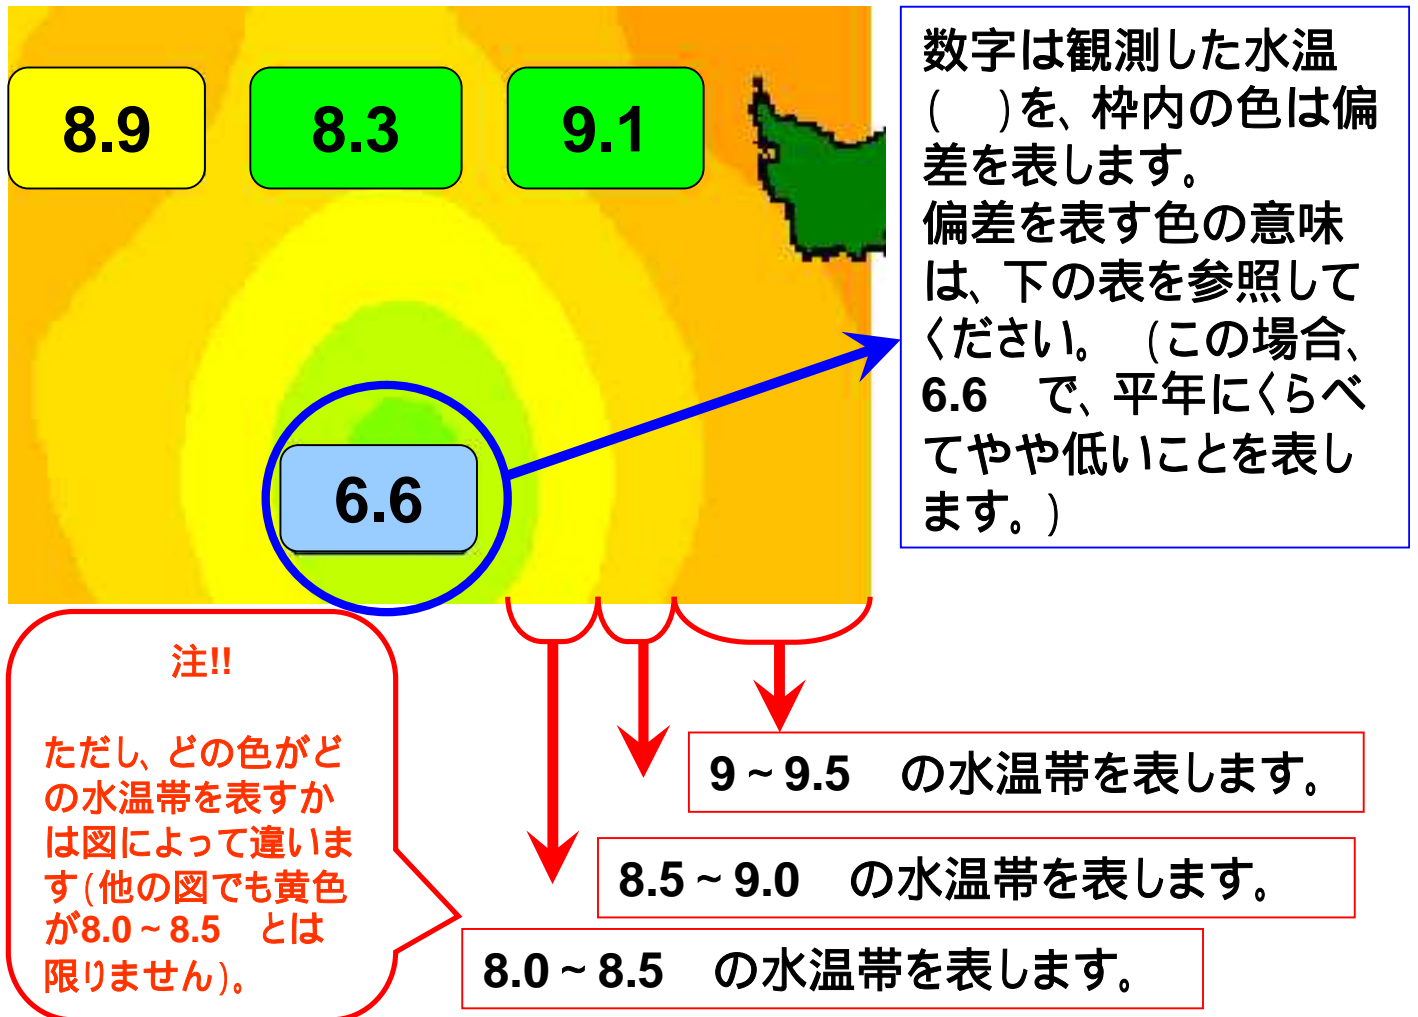 8.9
8.3
9.1
6.6
数字は観測した水温
(　)を、枠内の色は偏
差を表します。
偏差を表す色の意味
は、下の表を参照して
ください。　(この場合、
6.6　で、平年にくらべ
てやや低いことを表し
ます。)
注!!
ただし、どの色がど
の水温帯を表すか
は図によって違いま
す(他の図でも黄色
が8.0~8.5　とは
限りません)。
9~9.5　の水温帯を表します。
8.5~9.0　の水温帯を表します。
8.0~8.5　の水温帯を表します。